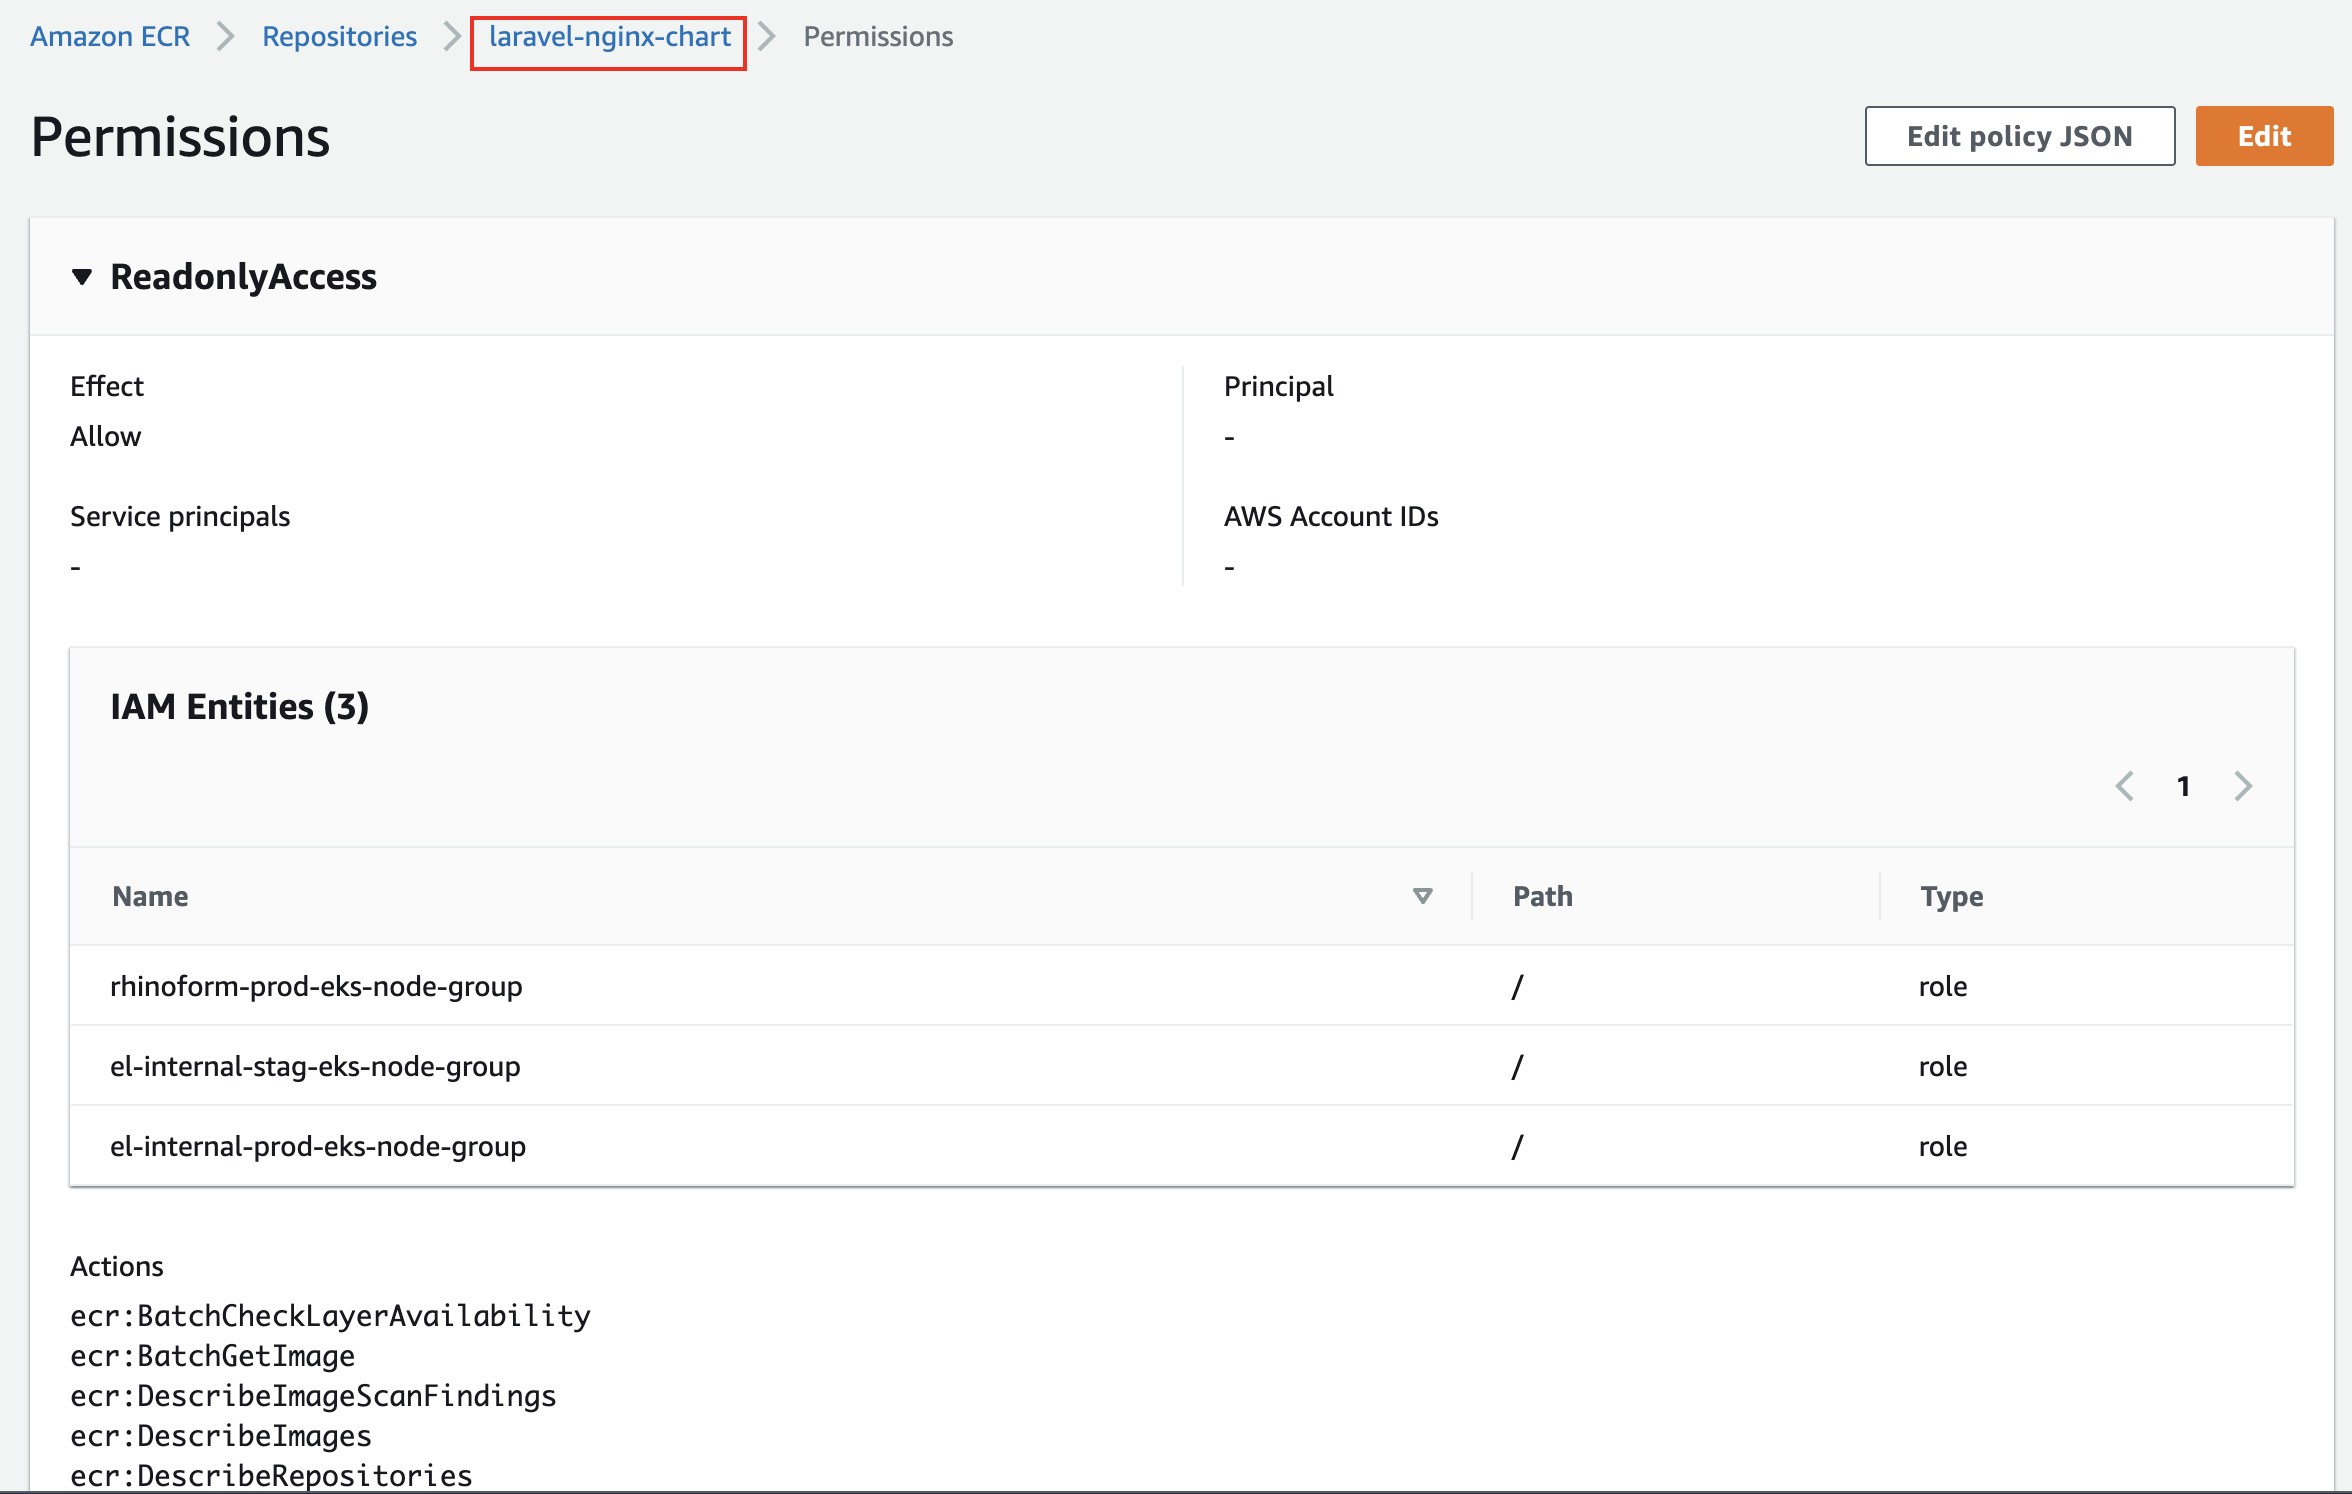 Amazon ECR > Repositories > laravel-nginx-chart > Permissions
Permissions
Edit policy JSON
Edit
ReadonlyAccess
Effect
Allow
Principal
-
Service principals
-
AWS Account IDs
-
IAM Entities (3)
1
Name Path Type
rhinoform-prod-eks-node-group / role
el-internal-stag-eks-node-group / role
el-internal-prod-eks-node-group / role
Actions
ecr:BatchCheckLayerAvailability
ecr:BatchGetImage
ecr:DescribeImageScanFindings
ecr:DescribeImages
ecr:DescribeRepositories